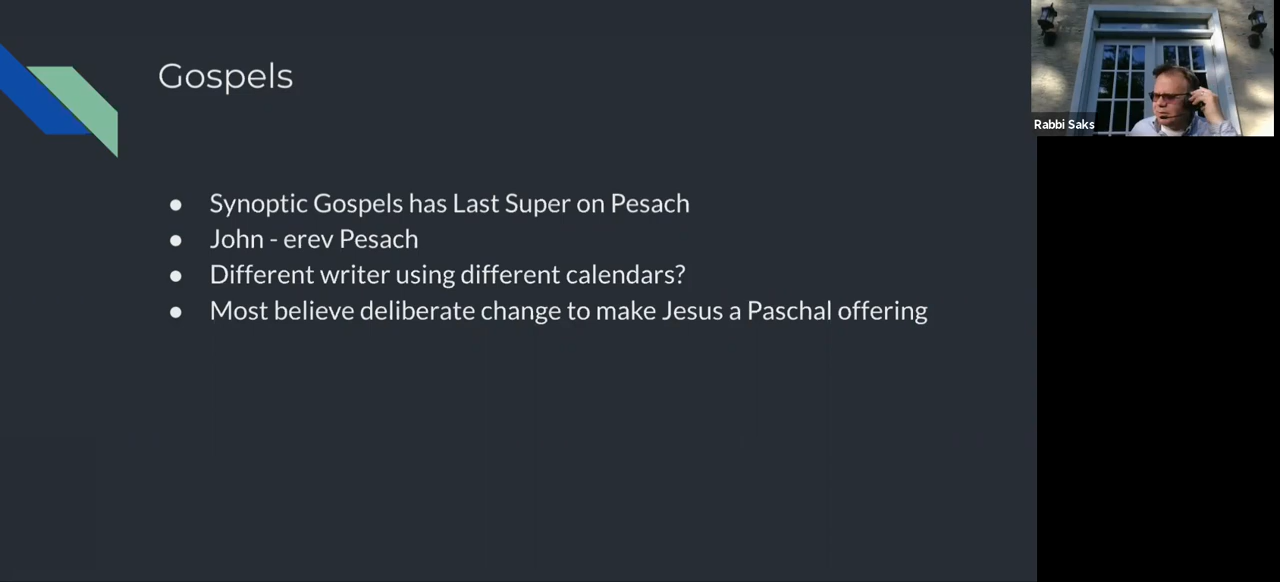 Gospels
● Synoptic Gospels has Last Super on Pesach
● John - erev Pesach
● Different writer using different calendars?
● Most believe deliberate change to make Jesus a Paschal offering
Rabbi Saks